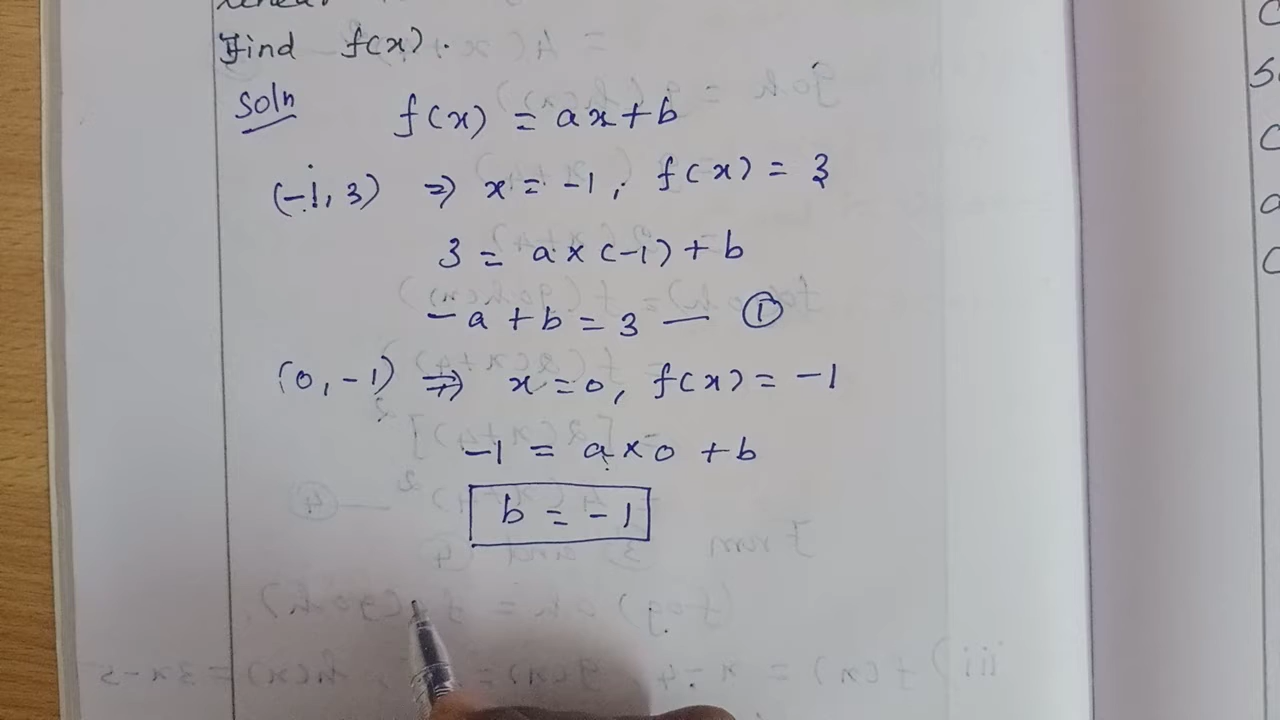 Find f(x).
Soln f(x) = ax+b
(-1, 3) ⇒ x = -1, f(x) = 3
3 = a×(-1)+b
-a+b = 3 — ①
(0, -1) ⇒ x=0, f(x) = -1
-1 = a×0 +b
b = -1